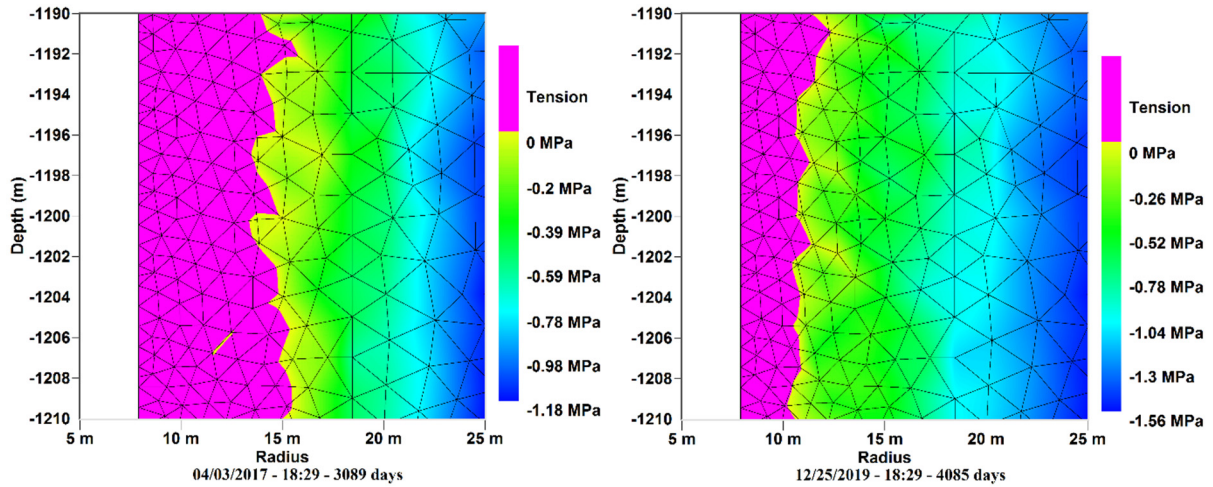 -1190
-1192
-1194
-1196
-1198
-1200
-1202
-1204
-1206
-1208
-1210
Depth (m)
5 m 10 m 15 m 20 m 25 m
Radius
04/03/2017 - 18:29 - 3089 days
Tension
0 MPa
-0.2 MPa
-0.39 MPa
-0.59 MPa
-0.78 MPa
-0.98 MPa
-1.18 MPa
-1190
-1192
-1194
-1196
-1198
-1200
-1202
-1204
-1206
-1208
-1210
Depth (m)
5 m 10 m 15 m 20 m 25 m
Radius
12/25/2019 - 18:29 - 4085 days
Tension
0 MPa
-0.26 MPa
-0.52 MPa
-0.78 MPa
-1.04 MPa
-1.3 MPa
-1.56 MPa